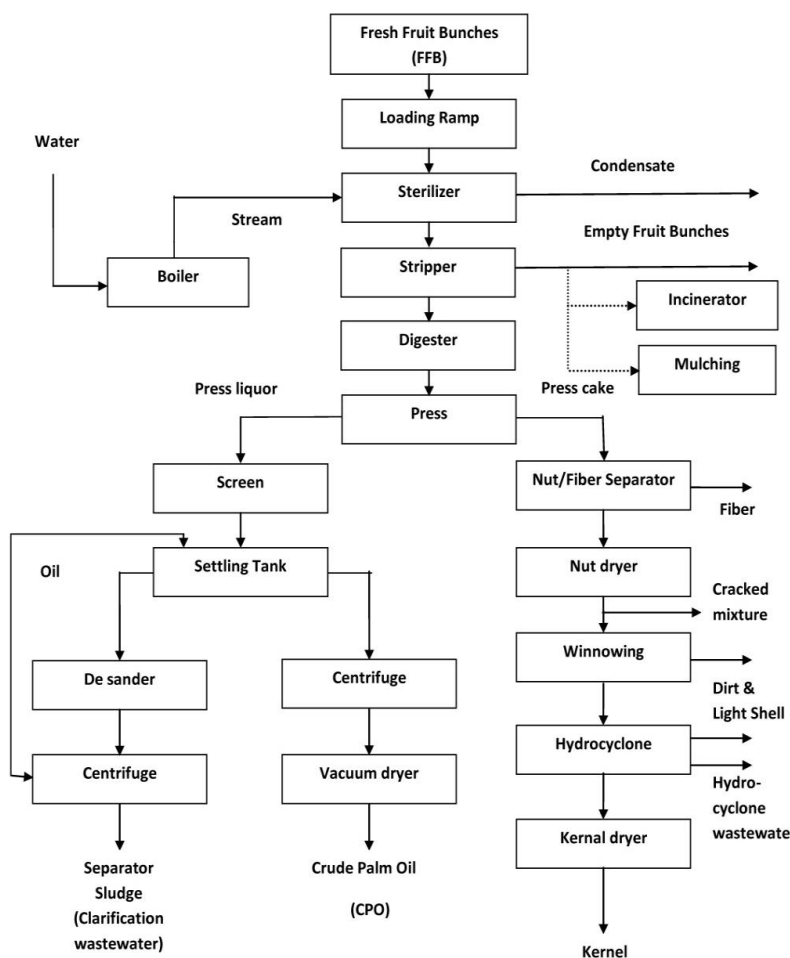 Fresh Fruit Bunches
(FFB)
Loading Ramp
Water
Condensate
Sterilizer
Stream
Empty Fruit Bunches
Stripper
Boiler
Incinerator
Digester
Mulching
Press liquor
Press cake
Press
Screen
Nut/Fiber Separator
Fiber
Oil
Settling Tank
Nut dryer
Cracked
mixture
Winnowing
De sander
Centrifuge
Dirt &
Light Shell
Hydrocyclone
Centrifuge
Vacuum dryer
Hydro-
cyclone
wastewate
Kernal dryer
Separator
Sludge
(Clarification
wastewater)
Crude Palm Oil
(CPO)
Kernel